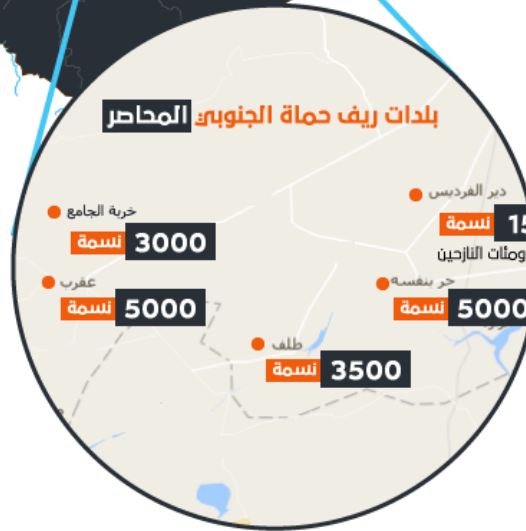 بلدات ريف حماة الجنوبي المحاصر
دير الفرديس
نسمة
ومئات النازحين
خربة الجامع
3000 نسمة
عقرب
5000 نسمة
حر بنفسه
5000 نسمة
طلف
3500 نسمة